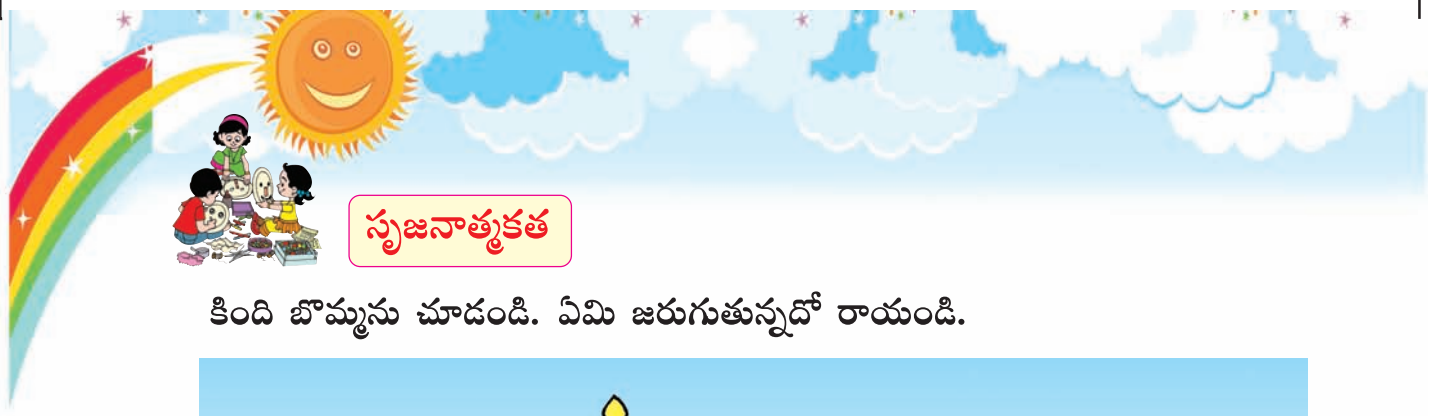 సృజనాత్మకత
కింది బొమ్మను చూడండి. ఏమి జరుగుతున్నదో రాయండి.